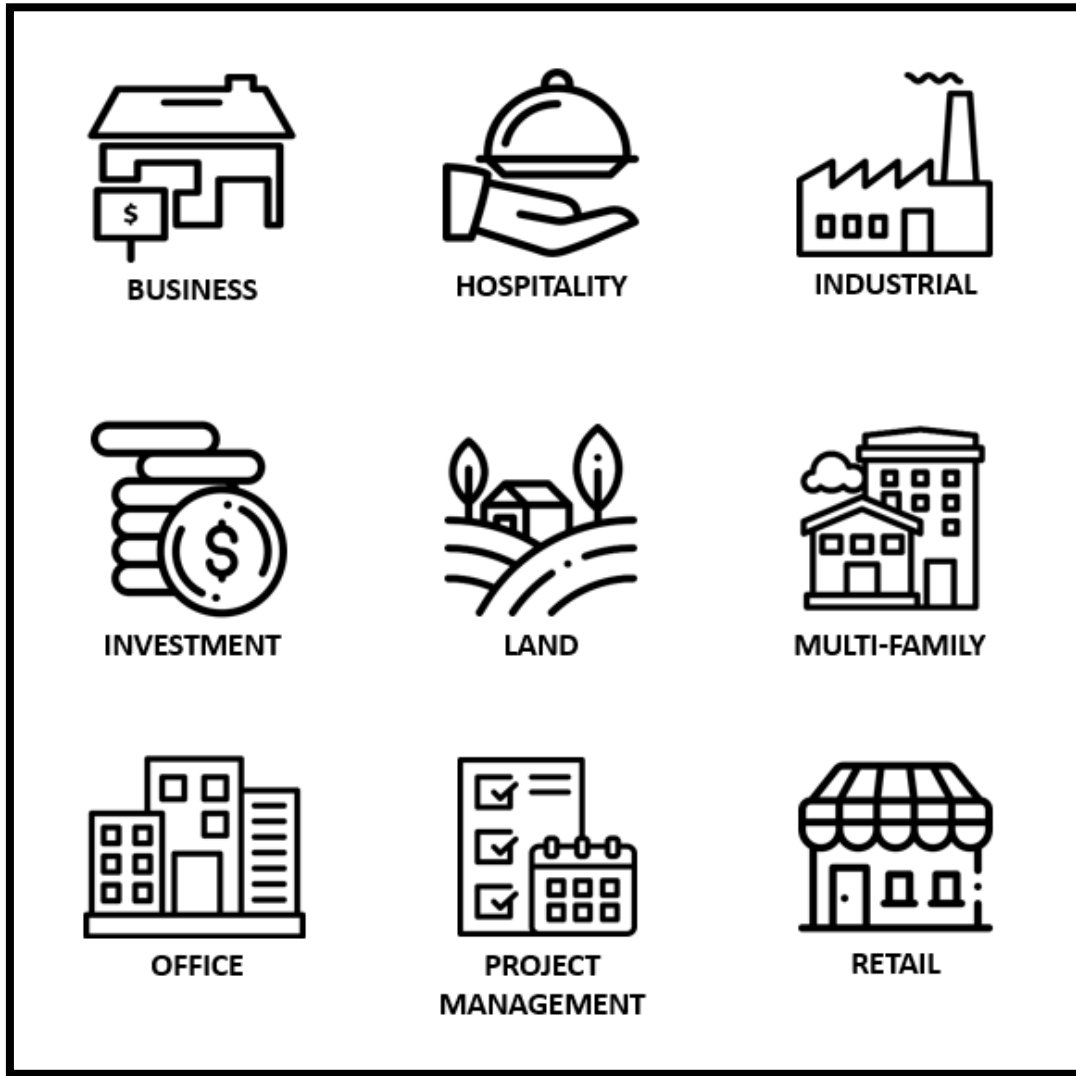 $
BUSINESS
HOSPITALITY
INDUSTRIAL
$
INVESTMENT
LAND
MULTI-FAMILY
OFFICE
PROJECT
MANAGEMENT
RETAIL